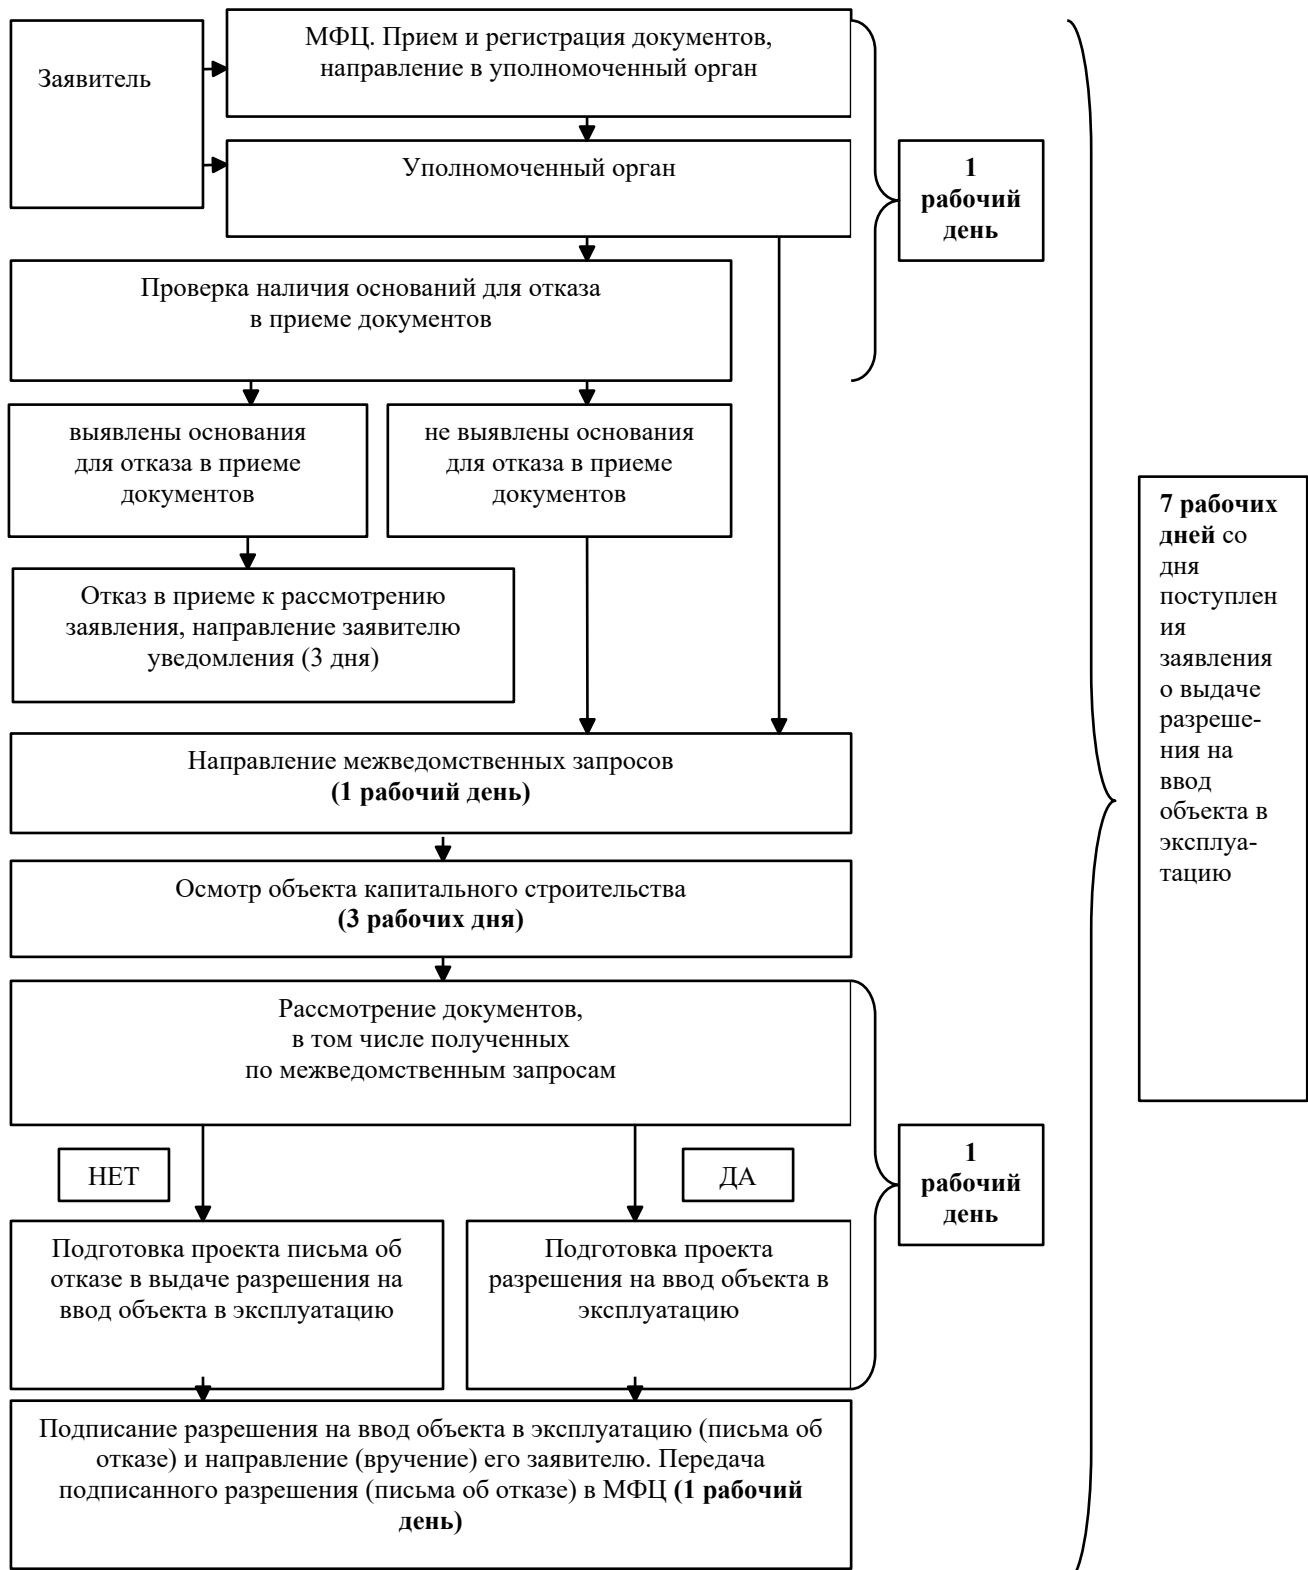 Заявитель
МФЦ. Прием и регистрация документов,
направление в уполномоченный орган
Уполномоченный орган
1
рабочий
день
Проверка наличия оснований для отказа
в приеме документов
выявлены основания
для отказа в приеме
документов
не выявлены основания
для отказа в приеме
документов
Отказ в приеме к рассмотрению
заявления, направление заявителю
уведомления (3 дня)
7 рабочих
дней со
дня
поступлен
ия
заявления
о выдаче
разреше-
ния на
ввод
объекта в
эксплуа-
тацию
Направление межведомственных запросов
(1 рабочий день)
Осмотр объекта капитального строительства
(3 рабочих дня)
Рассмотрение документов,
в том числе полученных
по межведомственным запросам
НЕТ
ДА
1
рабочий
день
Подготовка проекта письма об
отказе в выдаче разрешения на
ввод объекта в эксплуатацию
Подготовка проекта
разрешения на ввод объекта в
эксплуатацию
Подписание разрешения на ввод объекта в эксплуатацию (письма об
отказе) и направление (вручение) его заявителю. Передача
подписанного разрешения (письма об отказе) в МФЦ (1 рабочий
день)